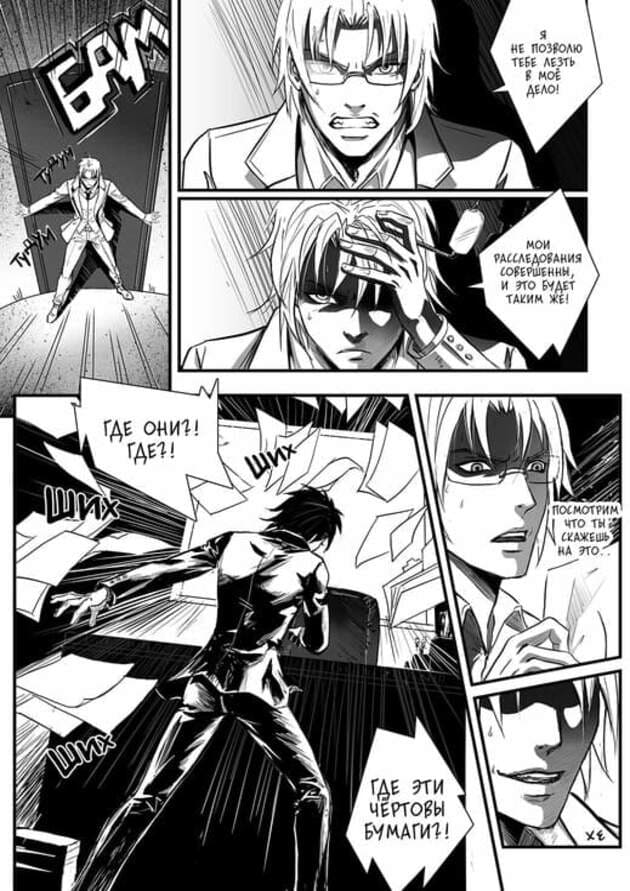 БАМ
ТУДУМ
ТУДУМ
Я
НЕ ПОЗВОЛЮ
ТЕБЕ ЛЕЗТЬ
В МОЁ
ДЕЛО!
МОИ
РАССЛЕДОВАНИЯ
СОВЕРШЕННЫ,
И ЭТО БУДЕТ
ТАКИМ ЖЕ!
ГДЕ ОНИ?!
ГДЕ?!
ШИХ
ШИХ
ШИХ
ГДЕ ЭТИ
ЧЁРТОВЫ
БУМАГИ?!
ПОСМОТРИМ
ЧТО ТЫ
СКАЖЕШЬ
НА ЭТО..
ХЕ